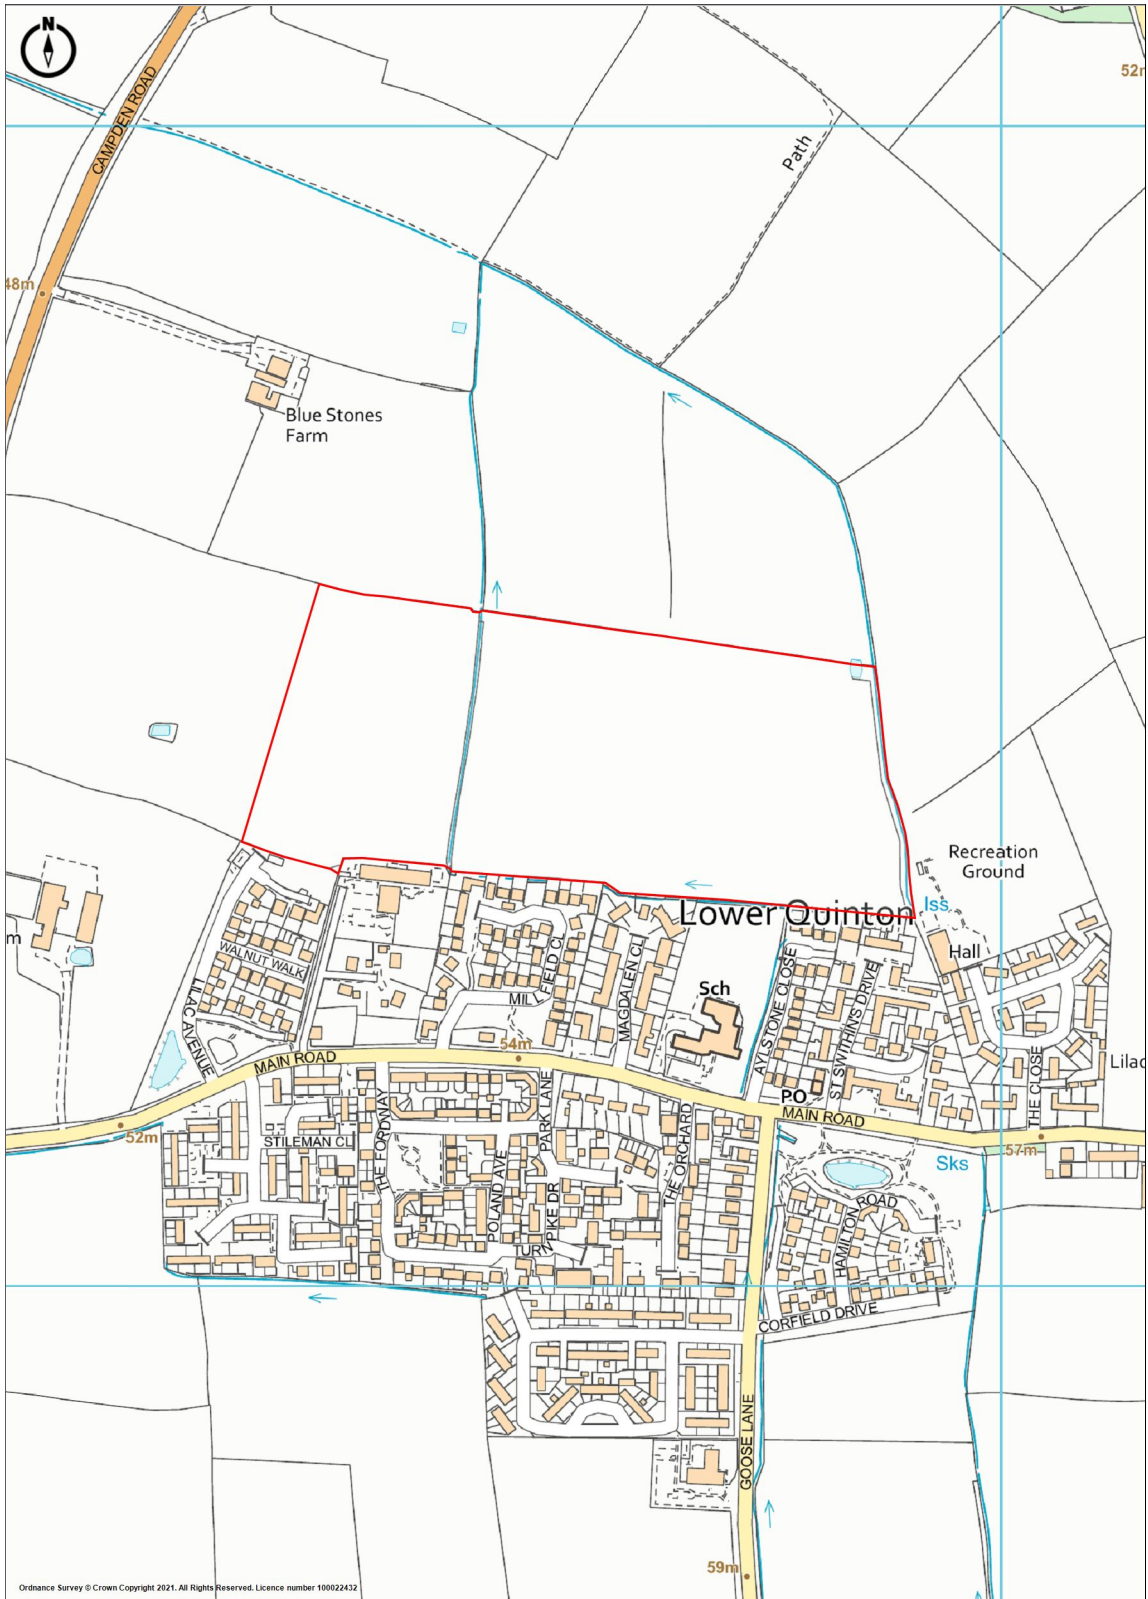 N
52m
CAMPDEN ROAD
Path
48m
Blue Stones
Farm
Recreation
Ground
Iss
Lower Quinton
Hall
m
WALNUT WALK
LILAC AVENUE
FIELD CL
MIL
MAGDALEN CL
Sch
AYLSTONE CLOSE
ST SWITHINS DRIVE
THE CLOSE
Lilac
54m
MAIN ROAD
PO
MAIN ROAD
52m
57m
STILEMAN CL
THE FORDWAY
PARK LANE
THE ORCHARD
Sks
POLAND AVE
TURN
PIKE DR
HAMILTON ROAD
CORFIELD DRIVE
GOOSE LANE
59m
Ordnance Survey © Crown Copyright 2021. All Rights Reserved. Licence number 100022432